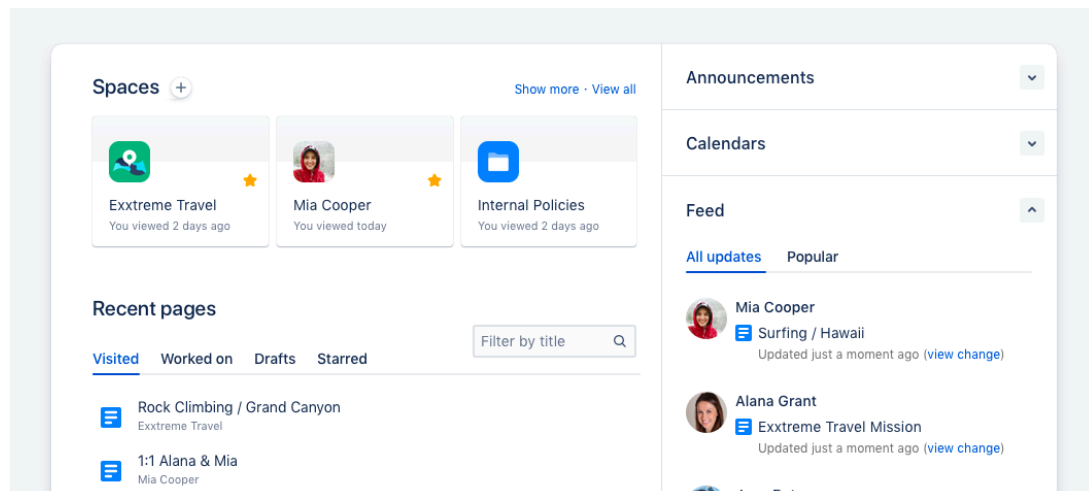 Spaces
Show more · View all
Exxtreme Travel
You viewed 2 days ago
Mia Cooper
You viewed today
Internal Policies
You viewed 2 days ago
Recent pages
Filter by title
Visited Worked on Drafts Starred
Rock Climbing / Grand Canyon
Exxtreme Travel
1:1 Alana & Mia
Mia Cooper
Announcements
Calendars
Feed
All updates Popular
Mia Cooper
Surfing / Hawaii
Updated just a moment ago (view change)
Alana Grant
Exxtreme Travel Mission
Updated just a moment ago (view change)